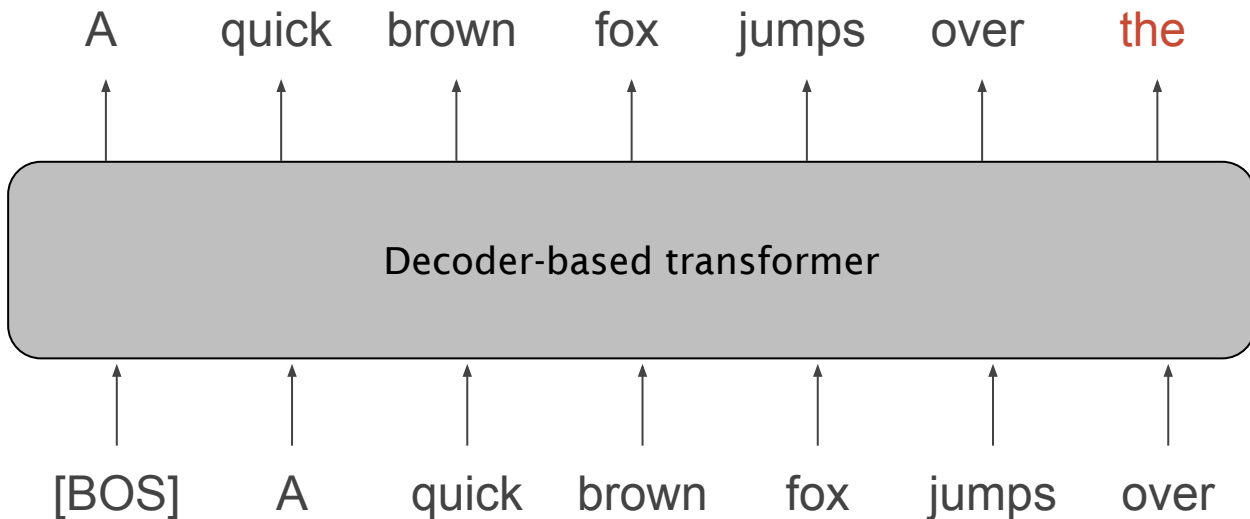 A quick brown fox jumps over the
Decoder-based transformer
[BOS] A quick brown fox jumps over